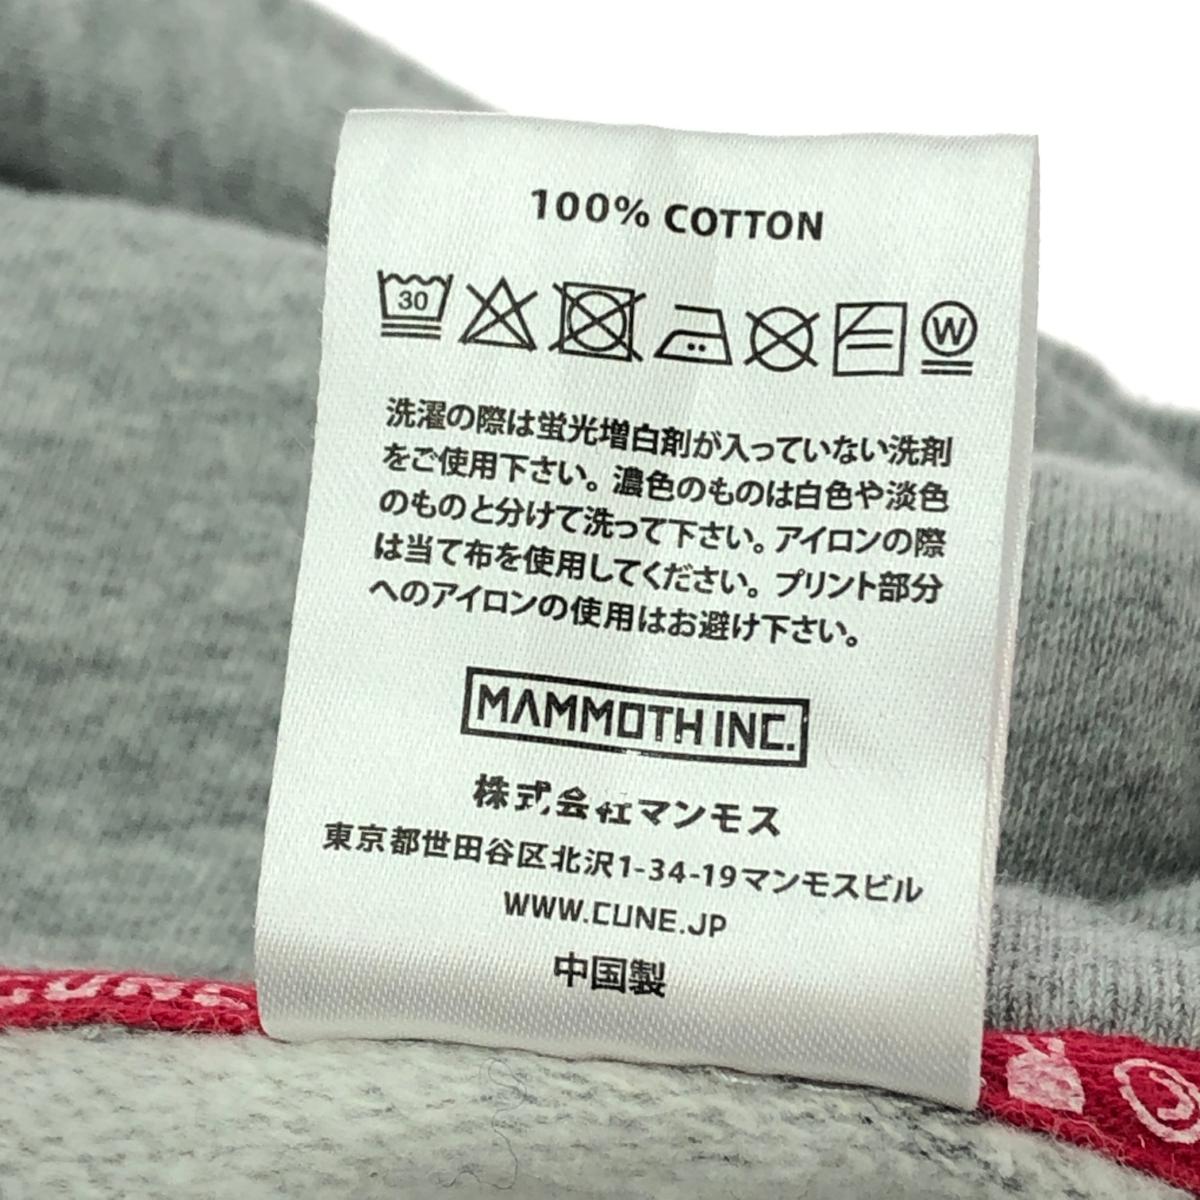 100% COTTON
30
W
洗濯の際は蛍光増白剤が入っていない洗剤
をご使用下さい。濃色のものは白色や淡色
のものと分けて洗って下さい。アイロンの際
は当て布を使用してください。プリント部分
へのアイロンの使用はお避け下さい。
MAMMOTH INC.
株式会社マンモス
東京都世田谷区北沢1-34-19マンモスビル
WWW.CUNE.JP
中国製